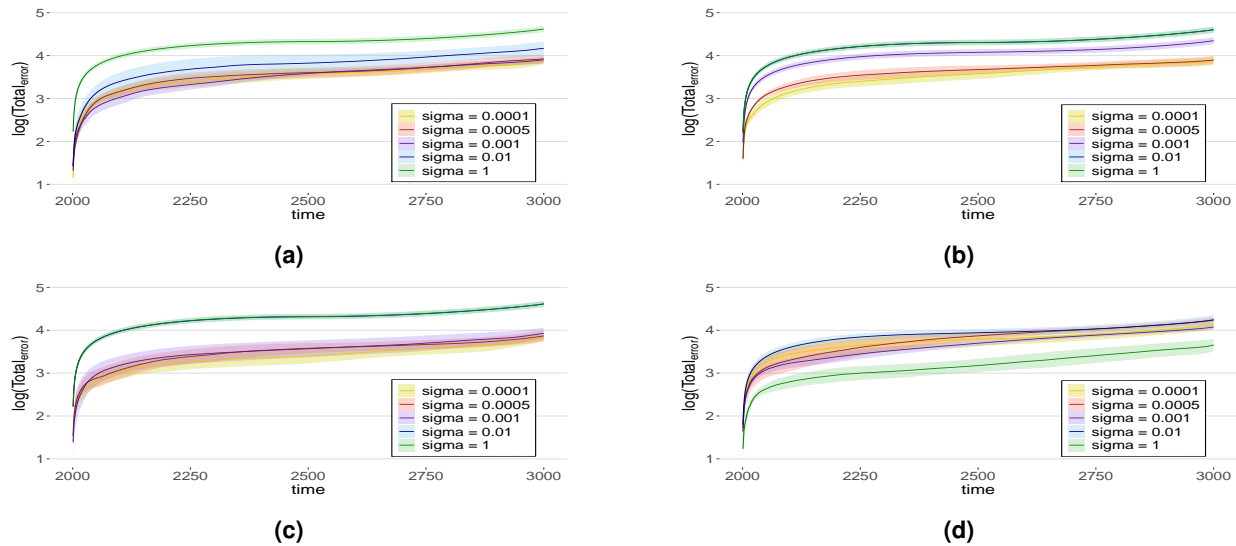 5
4
3
2
1
log(Total_error)
sigma = 0.0001
sigma = 0.0005
sigma = 0.001
sigma = 0.01
sigma = 1
2000 2250 2500 2750 3000
time
(a)
5
4
3
2
1
log(Total_error)
sigma = 0.0001
sigma = 0.0005
sigma = 0.001
sigma = 0.01
sigma = 1
2000 2250 2500 2750 3000
time
(b)
5
4
3
2
1
log(Total_error)
sigma = 0.0001
sigma = 0.0005
sigma = 0.001
sigma = 0.01
sigma = 1
2000 2250 2500 2750 3000
time
(c)
5
4
3
2
1
log(Total_error)
sigma = 0.0001
sigma = 0.0005
sigma = 0.001
sigma = 0.01
sigma = 1
2000 2250 2500 2750 3000
time
(d)